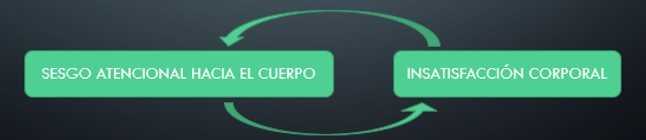 SESGO ATENCIONAL HACIA EL CUERPO
INSATISFACCIÓN CORPORAL